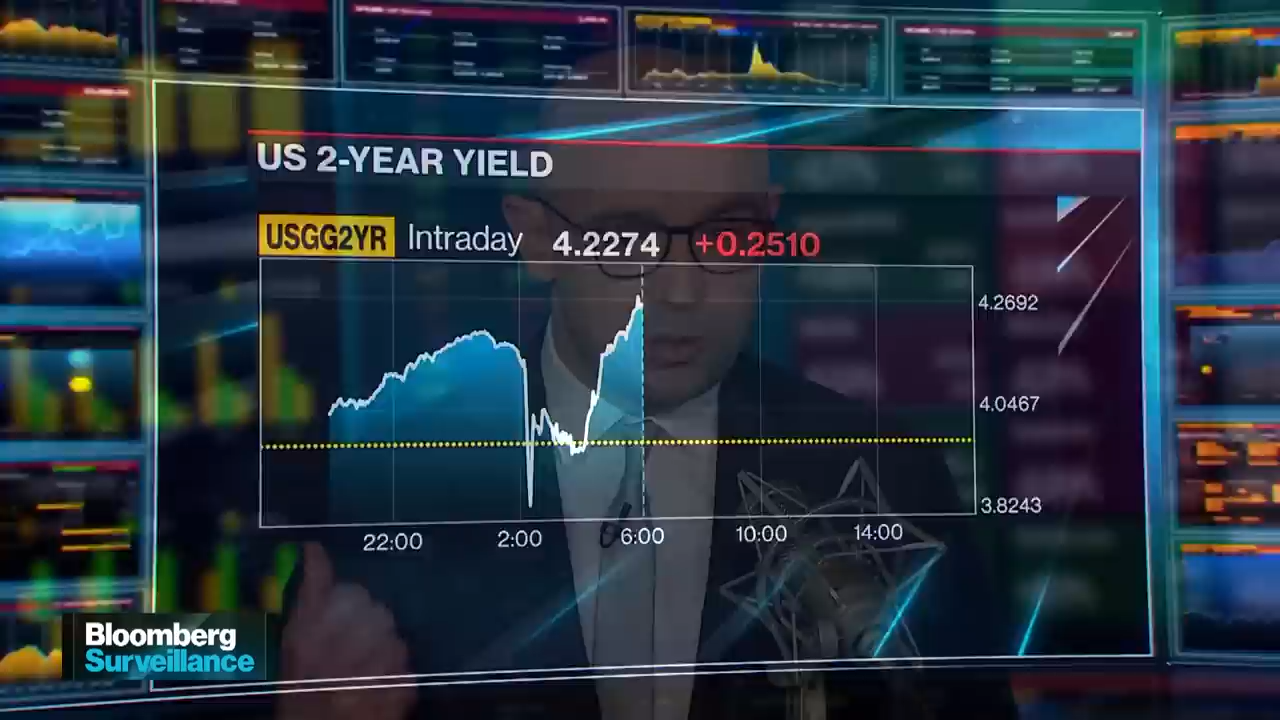 US 2-YEAR YIELD
USGG2YR Intraday 4.2274 +0.2510
4.2692
4.0467
3.8243
22:00 2:00 6:00 10:00 14:00
Bloomberg
Surveillance